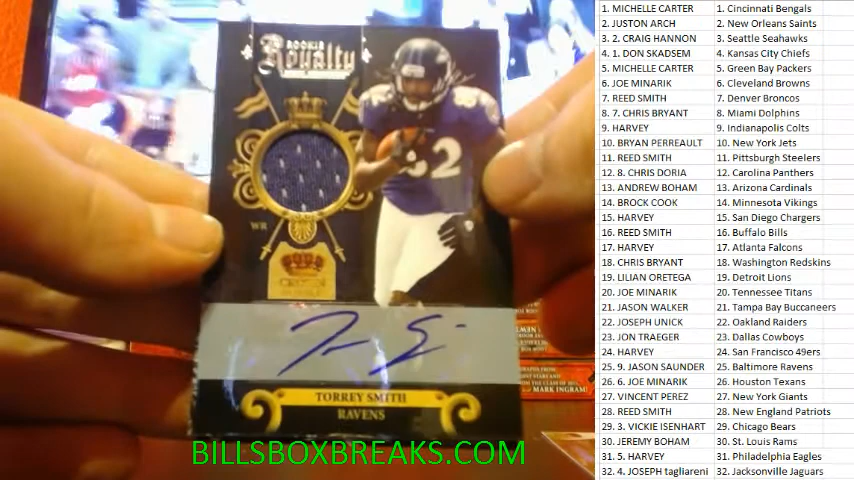 ROOKIE
Royalty
82
WR
CROWN
TORREY SMITH
RAVENS
MARK INGRAM
BILLSBOXBREAKS.COM
1. MICHELLE CARTER 1. Cincinnati Bengals
2. JUSTON ARCH 2. New Orleans Saints
3. 2. CRAIG HANNON 3. Seattle Seahawks
4. 1. DON SKADSEM 4. Kansas City Chiefs
5. MICHELLE CARTER 5. Green Bay Packers
6. JOE MINARIK 6. Cleveland Browns
7. REED SMITH 7. Denver Broncos
8. 7. CHRIS BRYANT 8. Miami Dolphins
9. HARVEY 9. Indianapolis Colts
10. BRYAN PERREAULT 10. New York Jets
11. REED SMITH 11. Pittsburgh Steelers
12. 8. CHRIS DORIA 12. Carolina Panthers
13. ANDREW BOHAM 13. Arizona Cardinals
14. BROCK COOK 14. Minnesota Vikings
15. HARVEY 15. San Diego Chargers
16. REED SMITH 16. Buffalo Bills
17. HARVEY 17. Atlanta Falcons
18. CHRIS BRYANT 18. Washington Redskins
19. LILIAN ORETEGA 19. Detroit Lions
20. JOE MINARIK 20. Tennessee Titans
21. JASON WALKER 21. Tampa Bay Buccaneers
22. JOSEPH UNICK 22. Oakland Raiders
23. JON TRAEGER 23. Dallas Cowboys
24. HARVEY 24. San Francisco 49ers
25. 9. JASON SAUNDER 25. Baltimore Ravens
26. 6. JOE MINARIK 26. Houston Texans
27. VINCENT PEREZ 27. New York Giants
28. REED SMITH 28. New England Patriots
29. 3. VICKIE ISENHART 29. Chicago Bears
30. JEREMY BOHAM 30. St. Louis Rams
31. 5. HARVEY 31. Philadelphia Eagles
32. 4. JOSEPH tagliareni 32. Jacksonville Jaguars